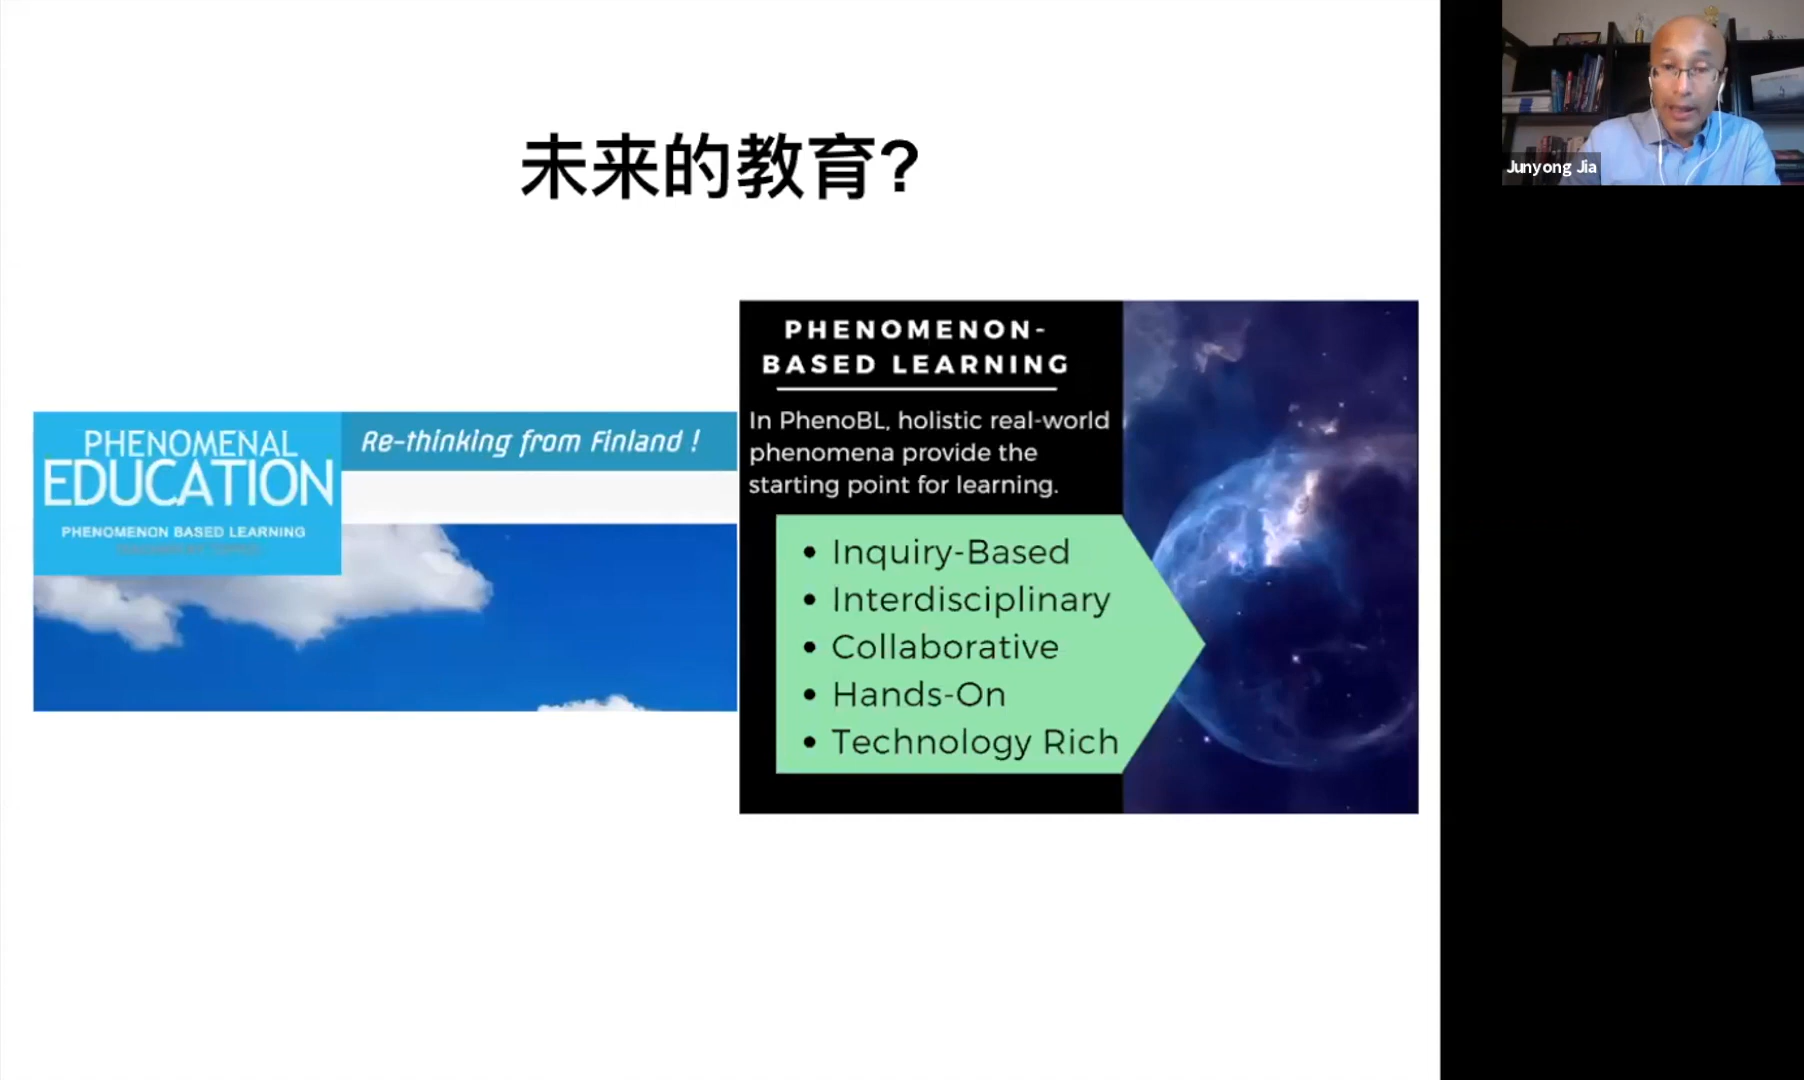 未来的教育?
PHENOMENAL
EDUCATION
PHENOMENON BASED LEARNING
Re-thinking from Finland !
PHENOMENON-
BASED LEARNING
In PhenoBL, holistic real-world
phenomena provide the
starting point for learning.
• Inquiry-Based
• Interdisciplinary
• Collaborative
• Hands-On
• Technology Rich
Junyong Jia